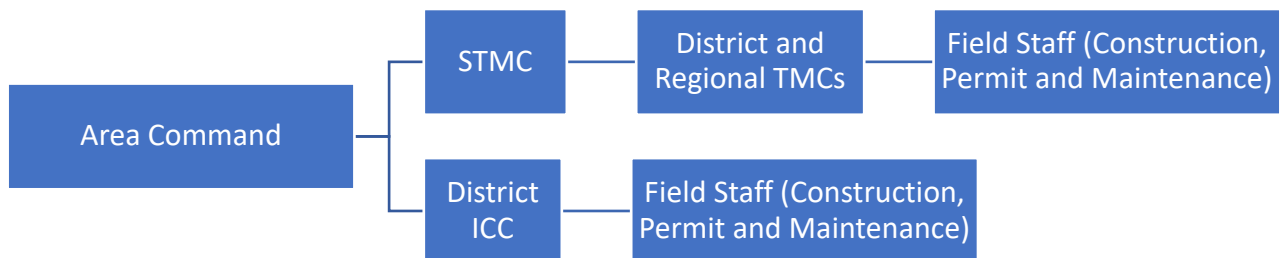 Area Command
STMC
District and
Regional TMCs
Field Staff (Construction,
Permit and Maintenance)
District
ICC
Field Staff (Construction,
Permit and Maintenance)